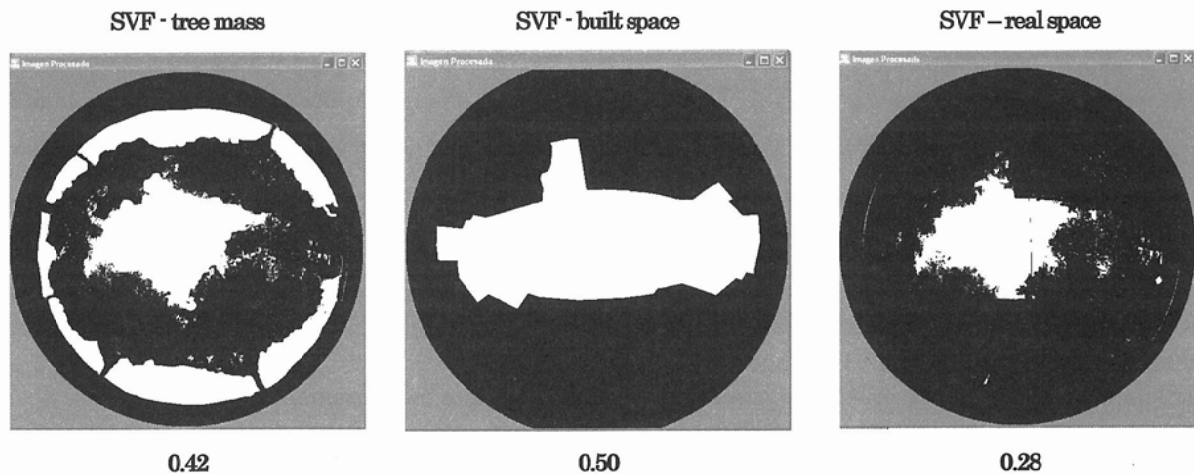 SVF - tree mass
SVF - built space
SVF – real space
Imagen Procesada
Imagen Procesada
Imagen Procesada
0.42
0.50
0.28